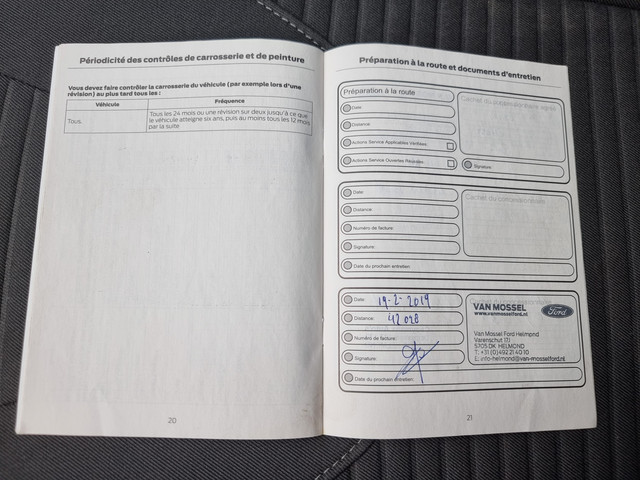 Périodicité des contrôles de carrosserie et de peinture
Vous devez faire contrôler la carrosserie du véhicule (par exemple lors d'une
révision) au plus tard tous les :
Véhicule Fréquence
Tous. Tous les 24 mois ou une révision sur deux jusqu'à ce que
le véhicule atteigne six ans, puis au moins tous les 12 mois
par la suite
20
Préparation à la route et documents d'entretien
Préparation à la route
Date:
Distance:
Actions Service Applicables Vérifiées:
Actions Service Ouvertes Réussies:
Signature:
Date:
Distance:
Numéro de facture:
Signature:
Date du prochain entretien:
Cachet du concessionnaire
Date: 14-2-2019
Distance: 42 028
Numéro de facture:
Signature:
Date du prochain entretien:
VAN MOSSEL
www.vanmosselford.nl
Ford
Van Mossel Ford Helmond
Varenschut 111
5705 DK HELMOND
T: +31 (0)492 21 40 10
E: info-helmond@van-mosselford.nl
21